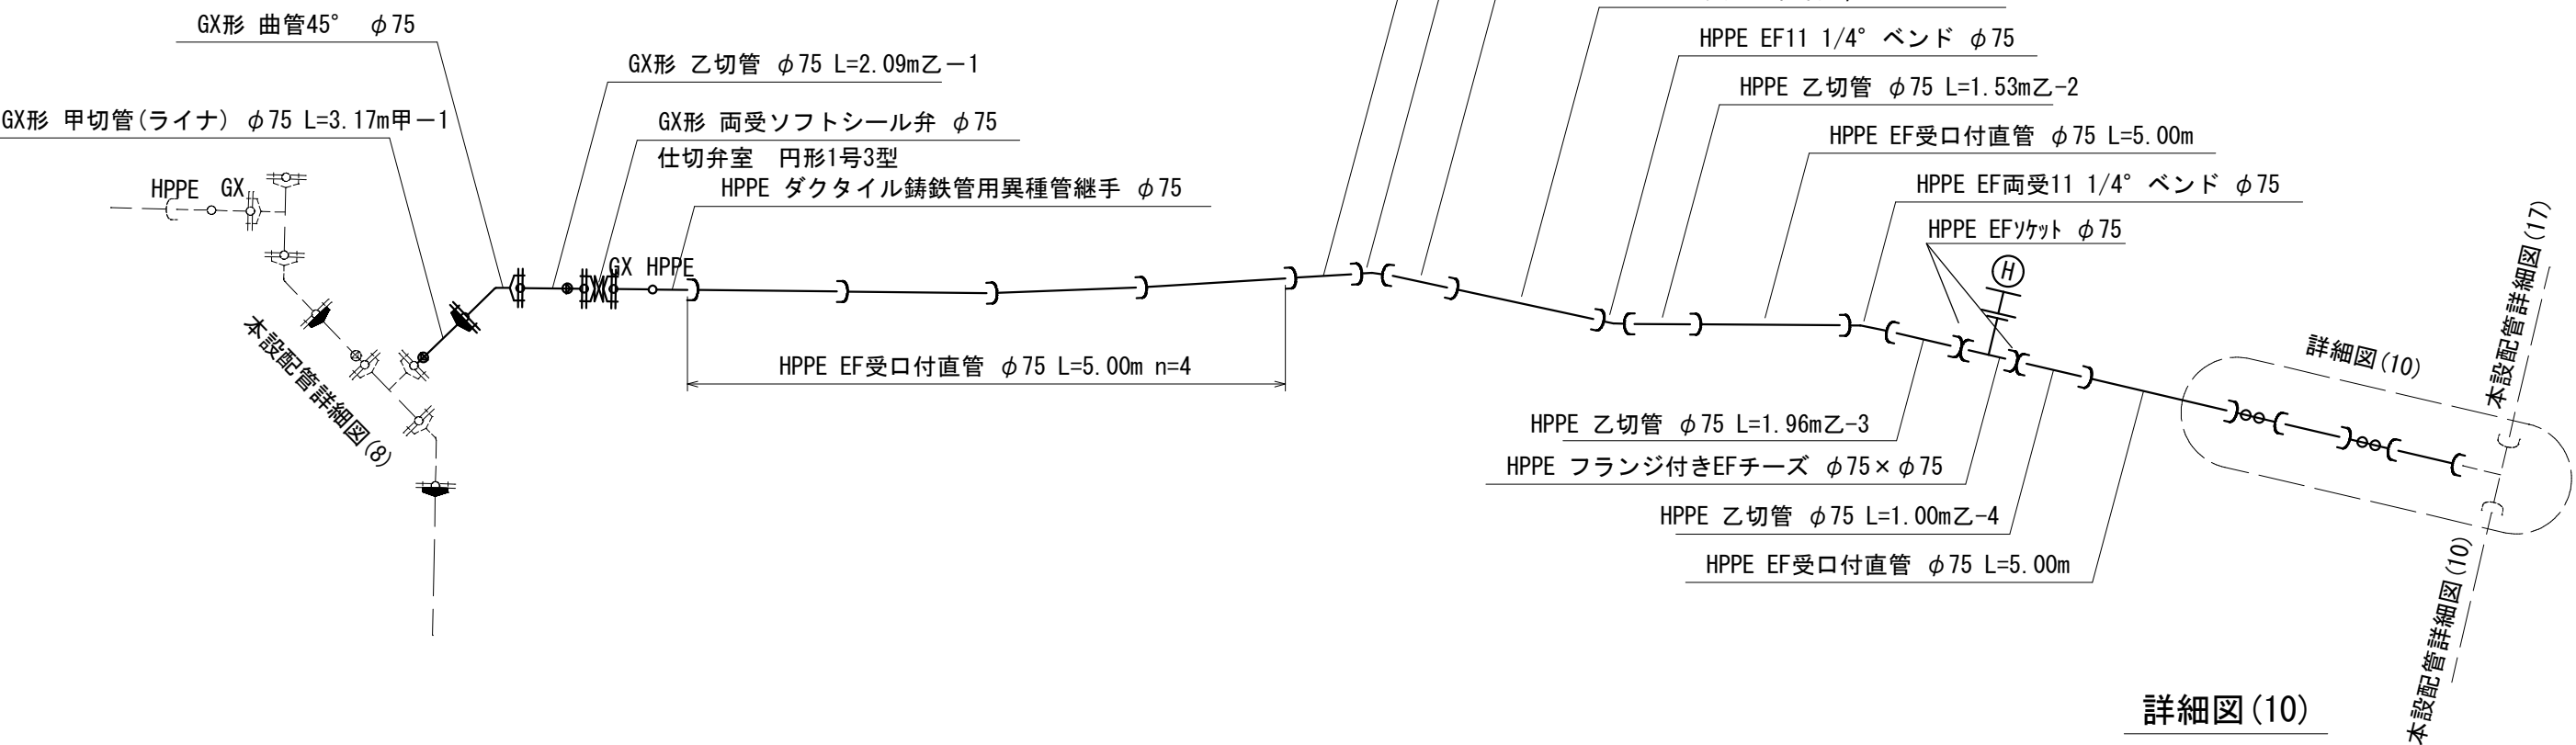 GX形 曲管45° φ75
GX形 乙切管 φ75 L=2.09m乙－1
GX形 甲切管(ライナ) φ75 L=3.17m甲－1
GX形 両受ソフトシール弁 φ75
仕切弁室 円形1号3型
HPPE ダクタイル鋳鉄管用異種管継手 φ75
HPPE GX
GX HPPE
本設配管詳細図(8)
HPPE EF受口付直管 φ75 L=5.00m n=4
HPPE EF11 1/4° ベンド φ75
HPPE 乙切管 φ75 L=1.53m乙-2
HPPE EF受口付直管 φ75 L=5.00m
HPPE EF両受11 1/4° ベンド φ75
HPPE EFソケット φ75
H
HPPE 乙切管 φ75 L=1.96m乙-3
HPPE フランジ付きEFチーズ φ75×φ75
HPPE 乙切管 φ75 L=1.00m乙-4
HPPE EF受口付直管 φ75 L=5.00m
詳細図(10)
本設配管詳細図(17)
本設配管詳細図(10)
詳細図(10)